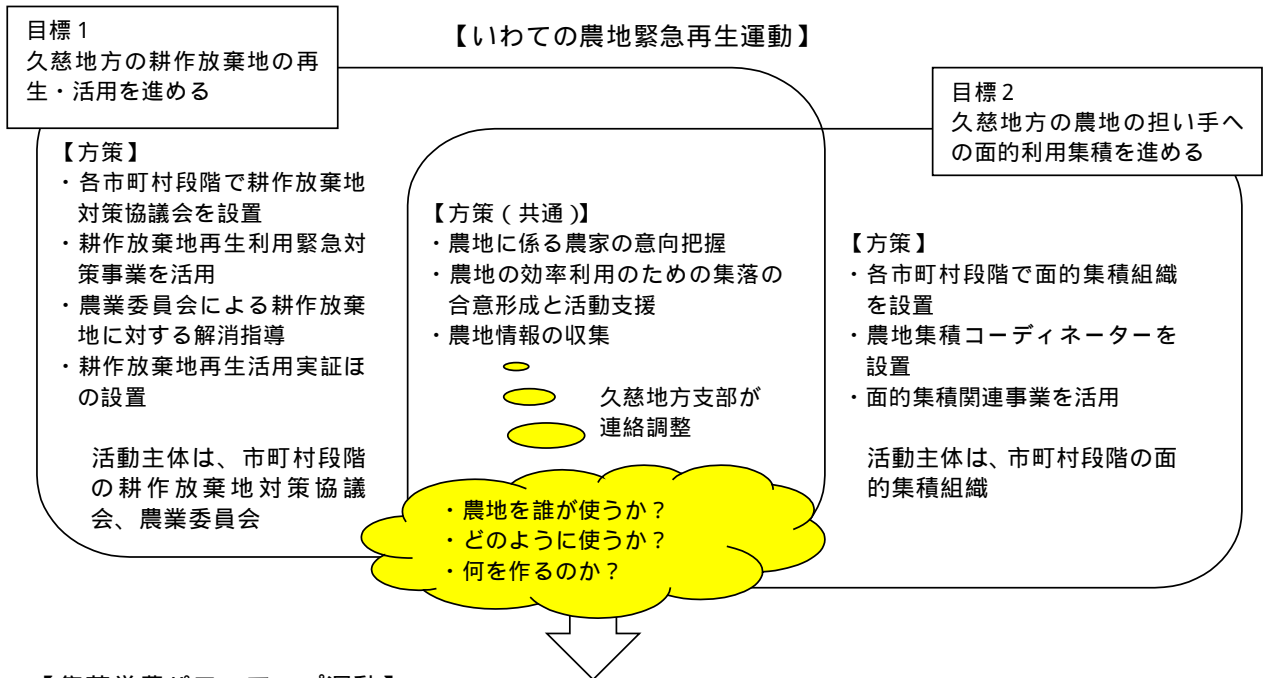 【いわての農地緊急再生運動】
目標1
久慈地方の耕作放棄地の再
生・活用を進める
目標2
久慈地方の農地の担い手へ
の面的利用集積を進める
【方策】
・各市町村段階で耕作放棄地
対策協議会を設置
・耕作放棄地再生利用緊急対
策事業を活用
・農業委員会による耕作放棄
地に対する解消指導
・耕作放棄地再生活用実証ほ
の設置
活動主体は、市町村段階
の耕作放棄地対策協議
会、農業委員会
【方策(共通)】
・農地に係る農家の意向把握
・農地の効率利用のための集落の
合意形成と活動支援
・農地情報の収集
久慈地方支部が
連絡調整
・農地を誰が使うか?
・どのように使うか?
・何を作るのか?
【方策】
・各市町村段階で面的集積組織
を設置
・農地集積コーディネーターを
設置
・面的集積関連事業を活用
活動主体は、市町村段階の面
的集積組織